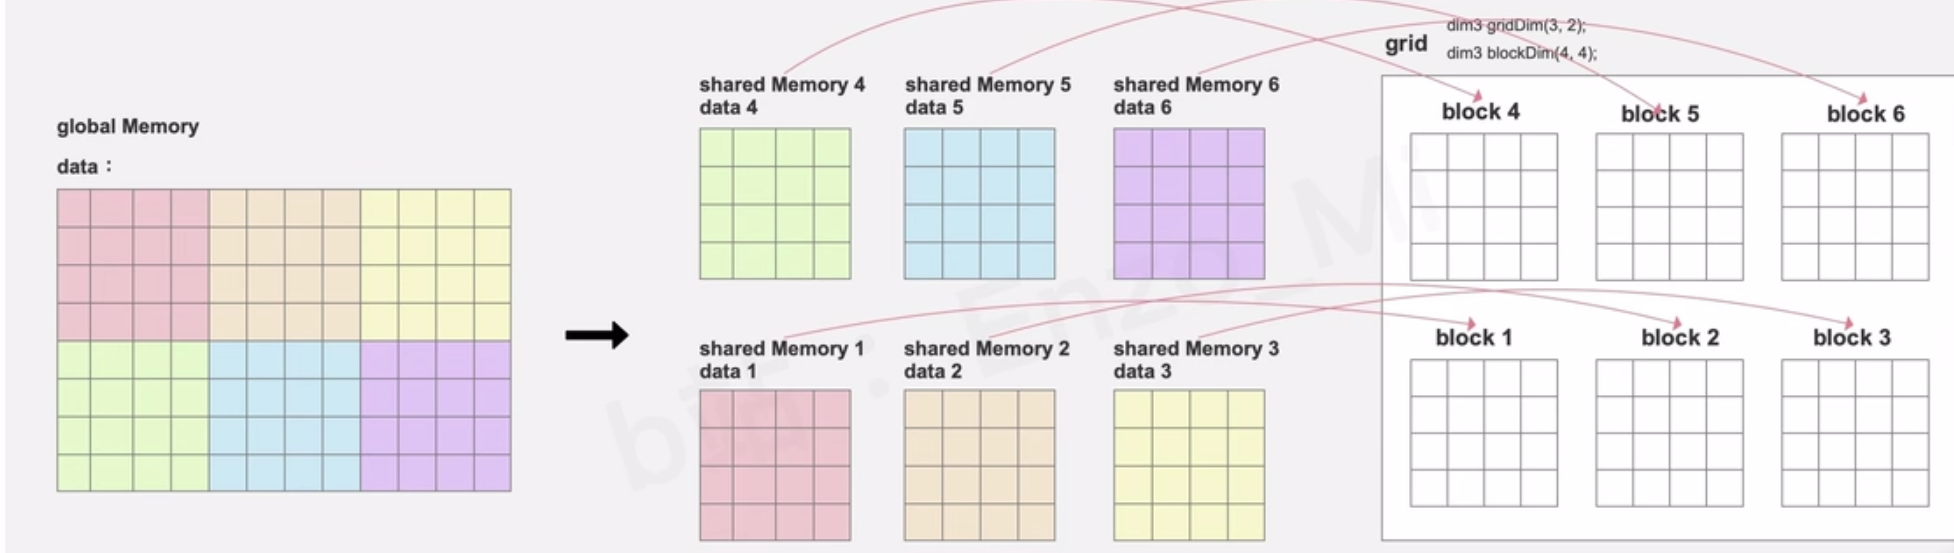 global Memory
data：
shared Memory 4
data 4
shared Memory 5
data 5
shared Memory 6
data 6
shared Memory 1
data 1
shared Memory 2
data 2
shared Memory 3
data 3
grid
dim3 gridDim(3, 2);
dim3 blockDim(4, 4);
block 4
block 5
block 6
block 1
block 2
block 3
: Enzo_Mi